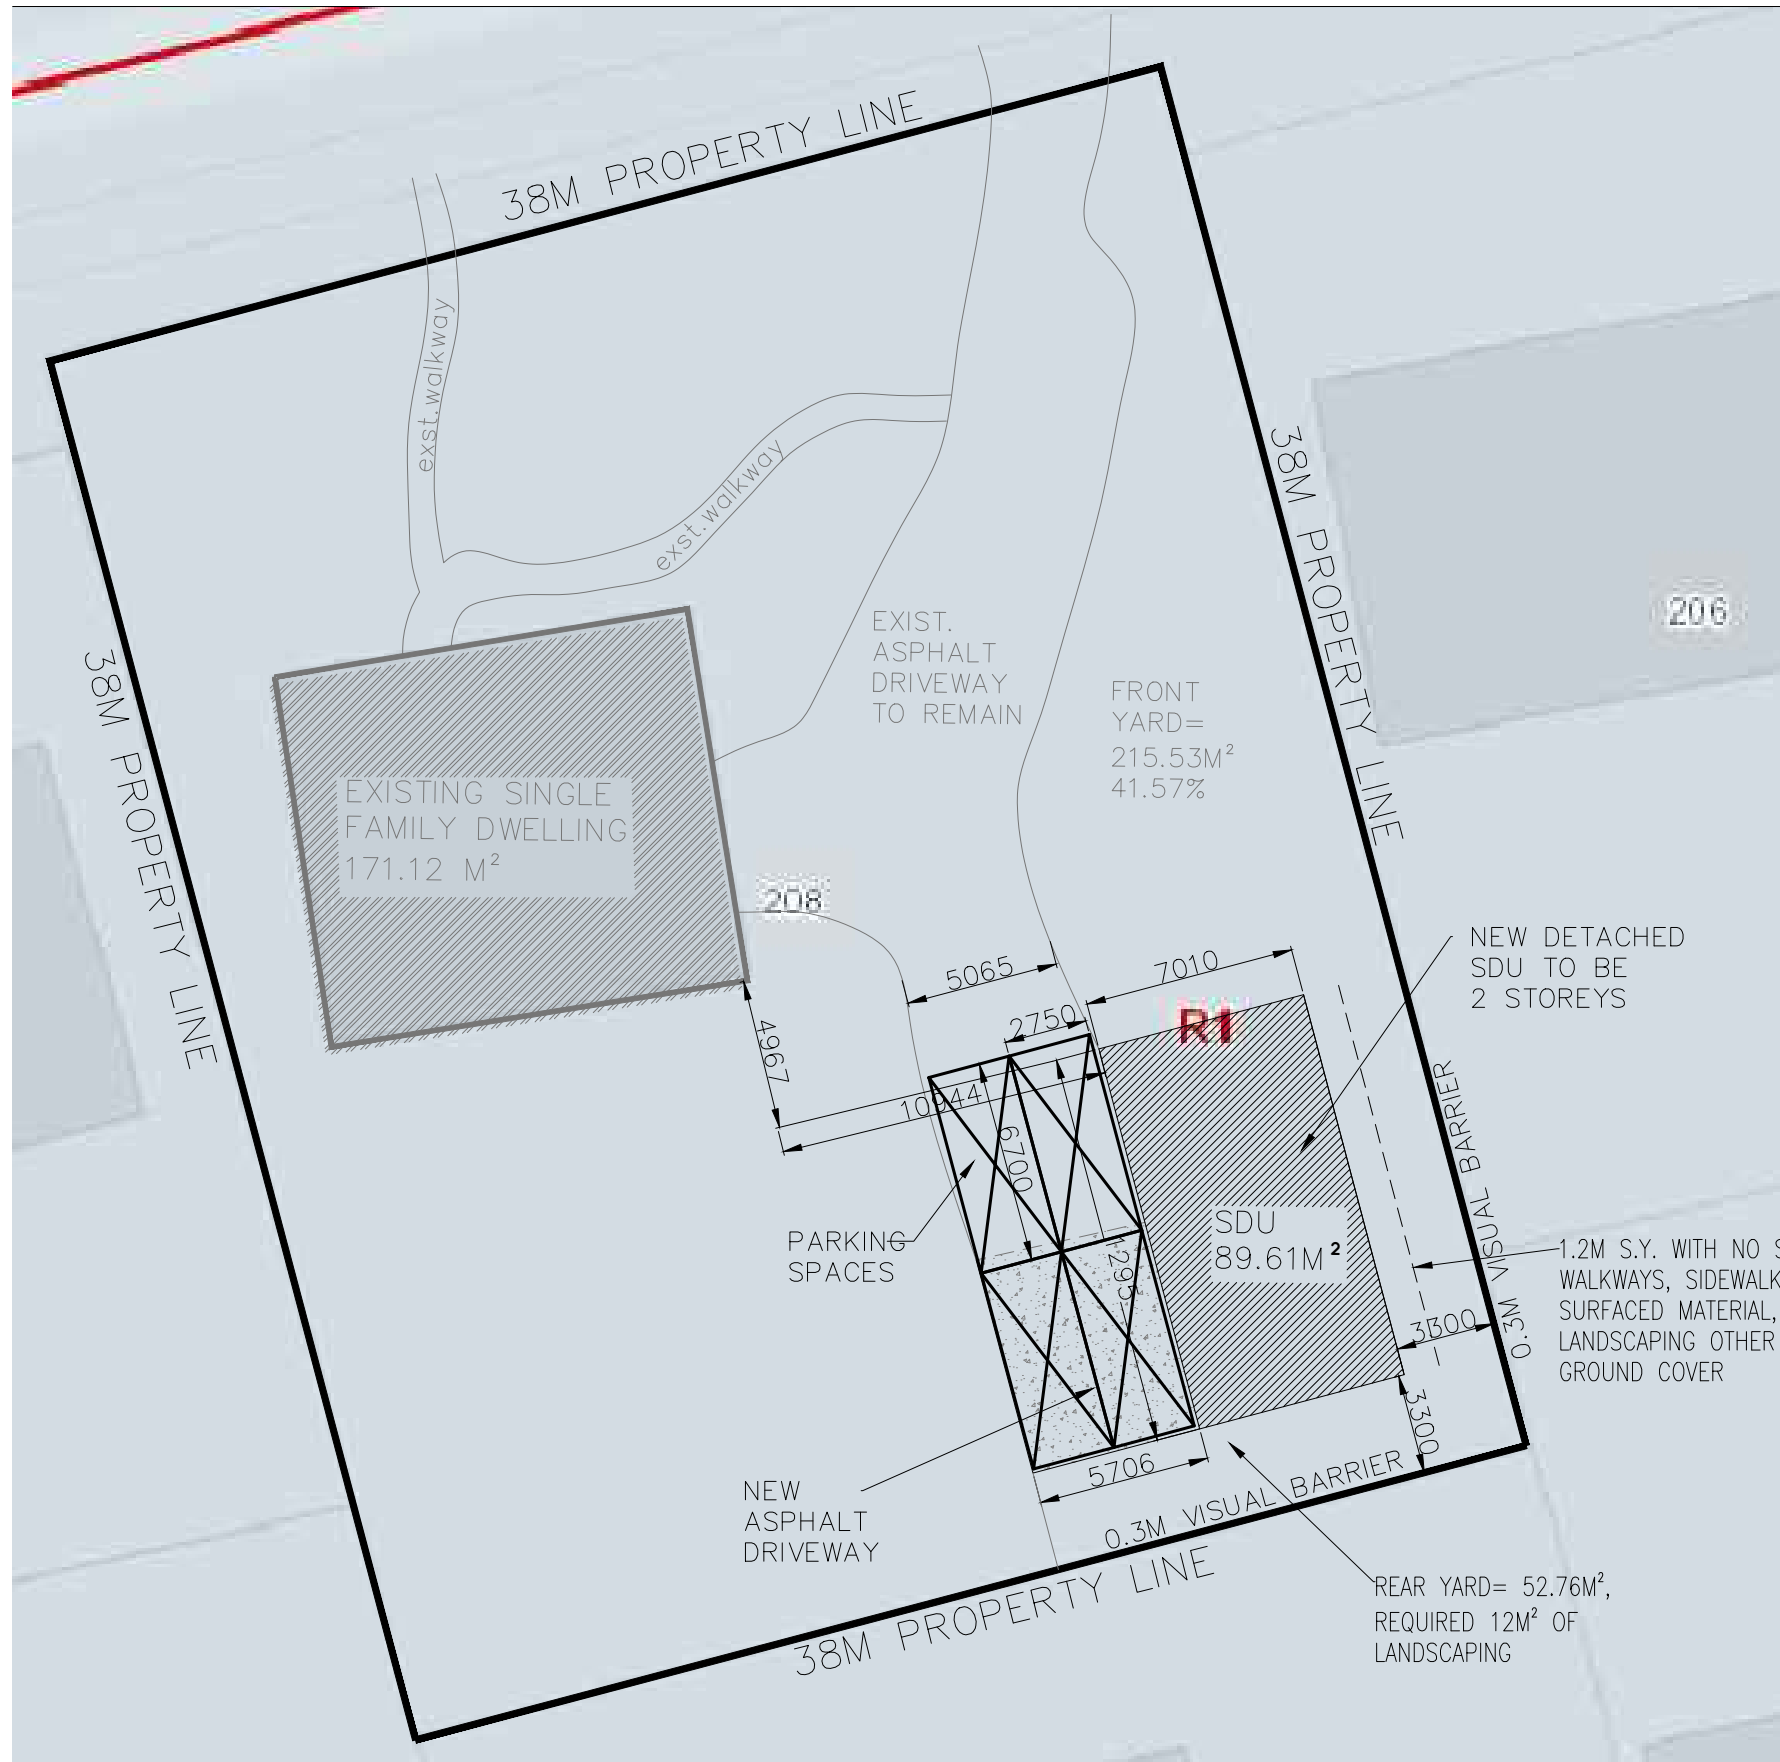 38M PROPERTY LINE
exst.walkway
exst.walkway
38M PROPERTY LINE
38M PROPERTY LINE
206
EXIST.
ASPHALT
DRIVEWAY
TO REMAIN
FRONT
YARD=
215.53M²
41.57%
EXISTING SINGLE
FAMILY DWELLING
171.12 M²
208
NEW DETACHED
SDU TO BE
2 STOREYS
5065
7010
2750
R1
4967
10944
6700
1295
PARKING
SPACES
SDU
89.61M²
0.3M VISUAL BARRIER
1.2M S.Y. WITH NO
WALKWAYS, SIDEWALK
SURFACED MATERIAL,
LANDSCAPING OTHER
GROUND COVER
3300
3300
5706
NEW
ASPHALT
DRIVEWAY
0.3M VISUAL BARRIER
38M PROPERTY LINE
REAR YARD= 52.76M²,
REQUIRED 12M² OF
LANDSCAPING